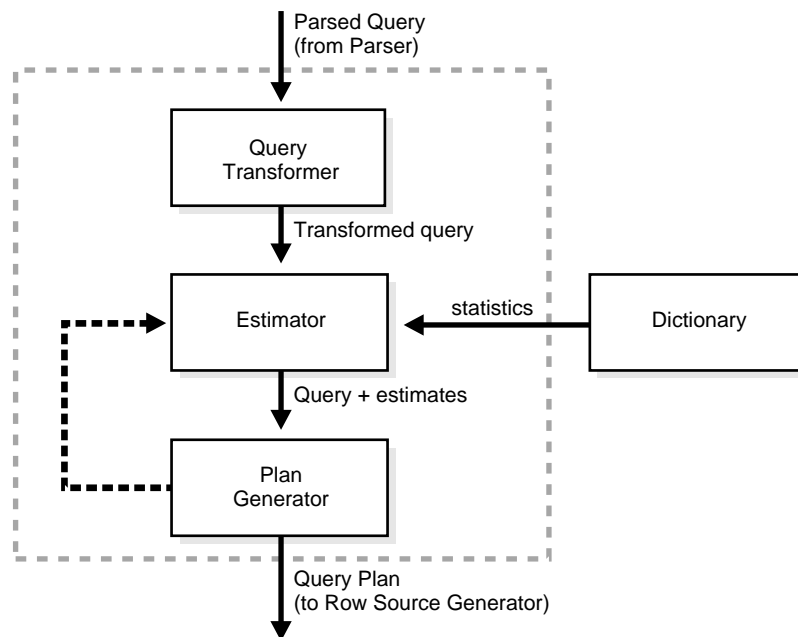 Parsed Query
(from Parser)
Query
Transformer
Transformed query
Estimator
statistics
Dictionary
Query + estimates
Plan
Generator
Query Plan
(to Row Source Generator)